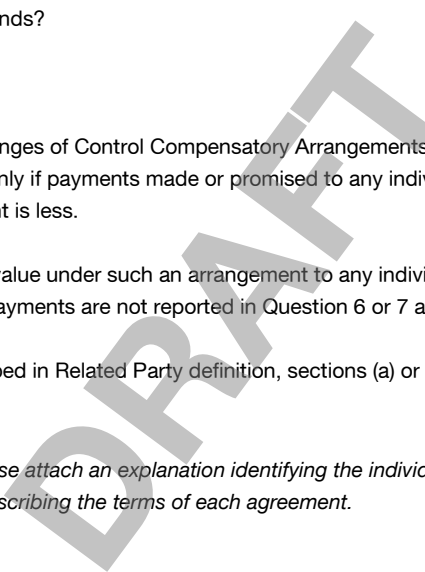 nds?
nges of Control Compensatory Arrangements
nly if payments made or promised to any indiv
t is less.
value under such an arrangement to any indivi
ayments are not reported in Question 6 or 7 a
bed in Related Party definition, sections (a) or
se attach an explanation identifying the individ
scribing the terms of each agreement.
DRAFT